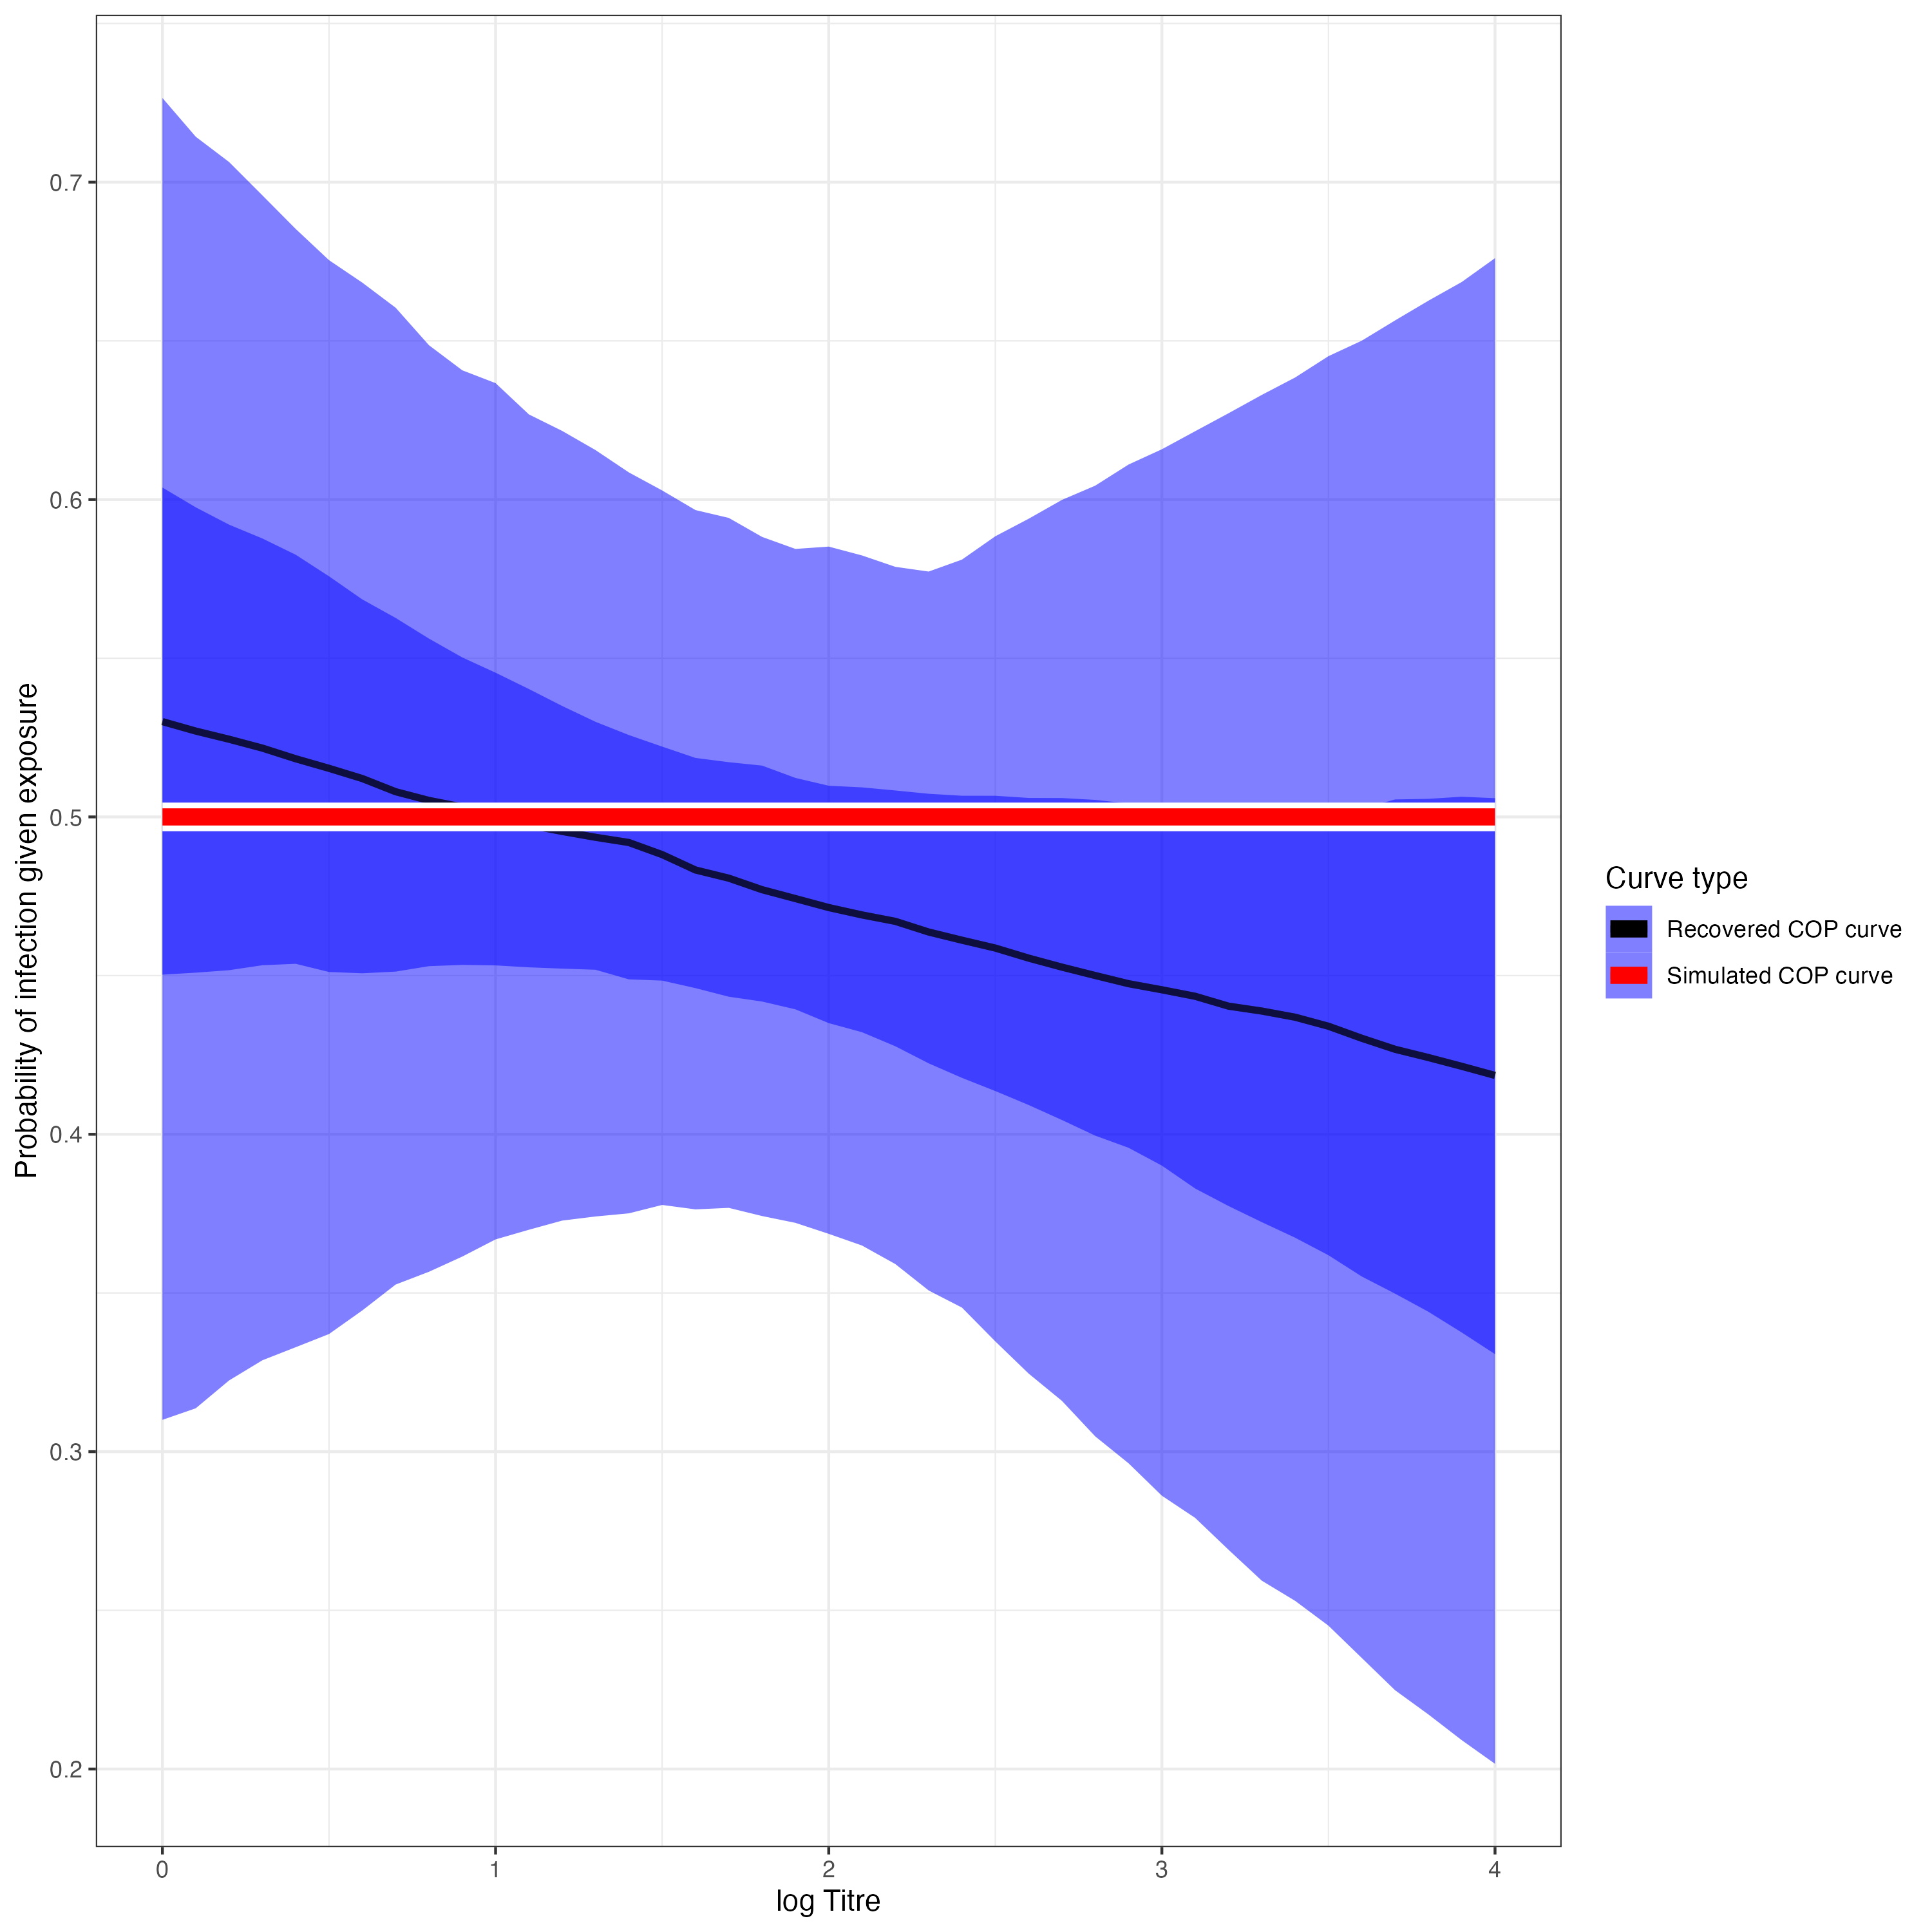 Probability of infection given exposure
0.7
0.6
0.5
0.4
0.3
0.2
0
1
2
3
4
log Titre
Curve type
Recovered COP curve
Simulated COP curve